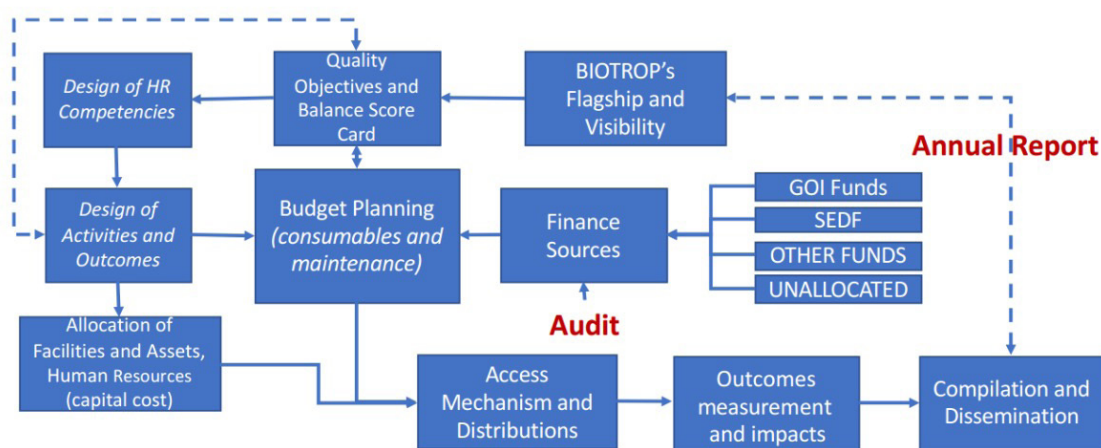 Design of HR
Competencies
Quality
Objectives and
Balance Score
Card
BIOTROP's
Flagship and
Visibility
Annual Report
Design of
Activities and
Outcomes
Budget Planning
(consumables and
maintenance)
Finance
Sources
GOI Funds
SEDF
OTHER FUNDS
UNALLOCATED
Audit
Allocation of
Facilities and Assets,
Human Resources
(capital cost)
Access
Mechanism and
Distributions
Outcomes
measurement
and impacts
Compilation and
Dissemination